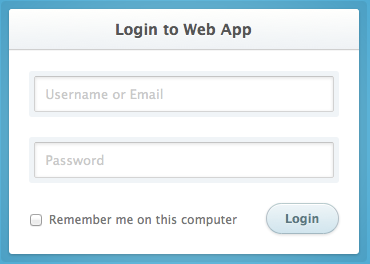 Login to Web App
Username or Email
Password
Remember me on this computer
Login